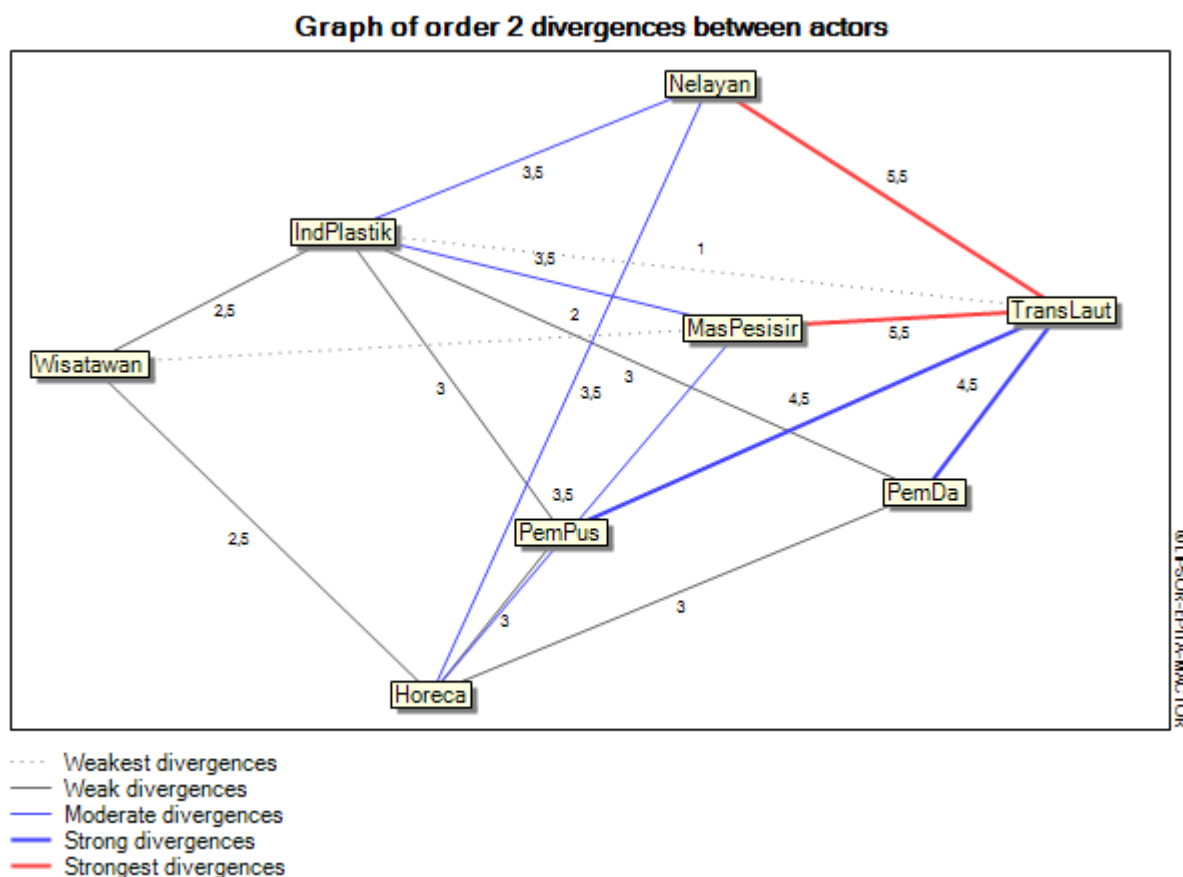 Graph of order 2 divergences between actors
Nelayan
3,5
5,5
IndPlastik
3,5
1
2,5
2
MasPesisir
TransLaut
5,5
Wisatawan
3
3,5
3
4,5
4,5
3,5
PemPus
PemDa
2,5
3
3
Horeca
Weakest divergences
Weak divergences
Moderate divergences
Strong divergences
Strongest divergences